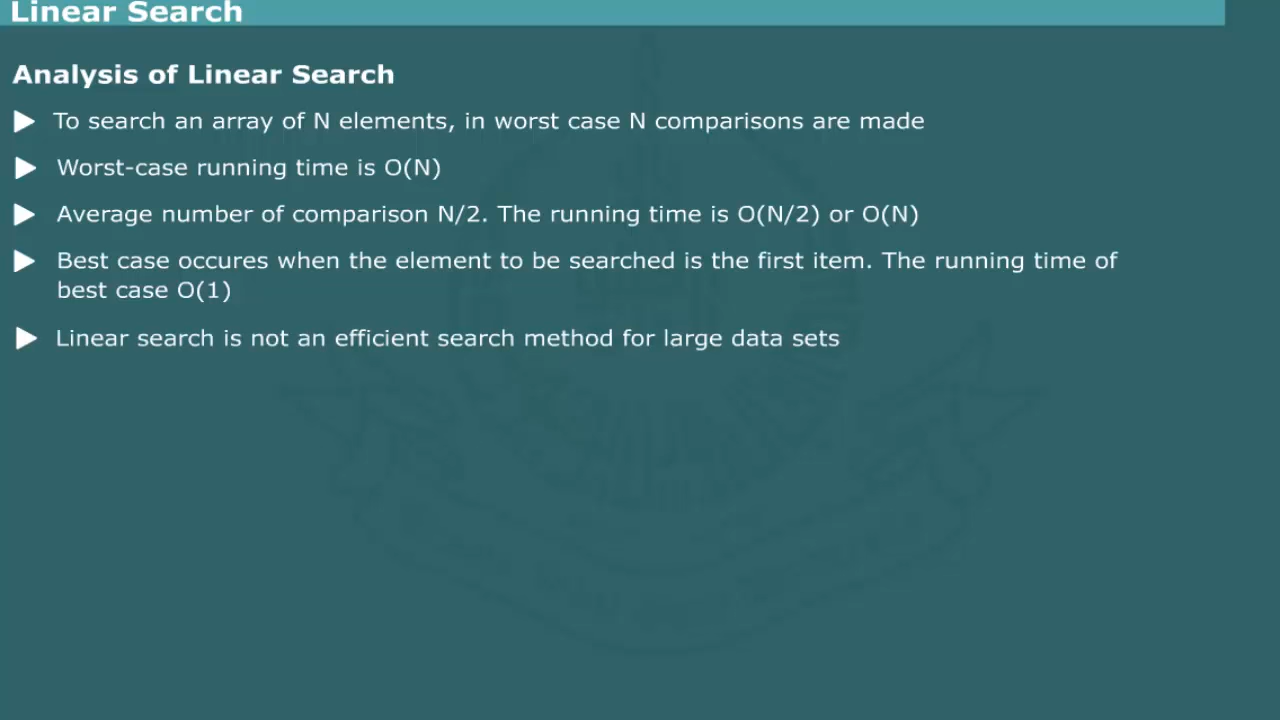 Linear Search
Analysis of Linear Search
To search an array of N elements, in worst case N comparisons are made
Worst-case running time is O(N)
Average number of comparison N/2. The running time is O(N/2) or O(N)
Best case occures when the element to be searched is the first item. The running time of
best case O(1)
Linear search is not an efficient search method for large data sets